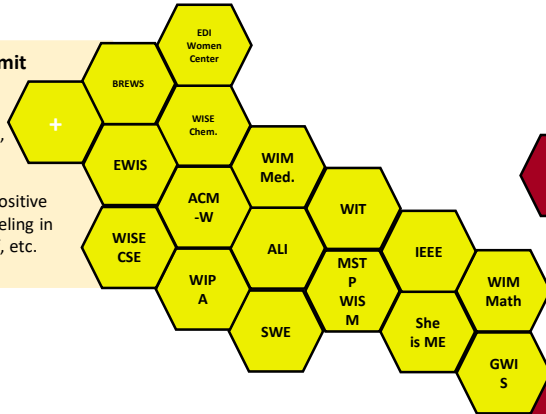 mit
,
ositive
eling in
, etc.
+
BREWS
EWIS
WISE
CSE
EDI
Women
Center
WISE
Chem.
ACM
-W
WIP
A
WIM
Med.
ALI
SWE
WIT
MST
P
WIS
M
IEEE
She
is ME
WIM
Math
GWI
S